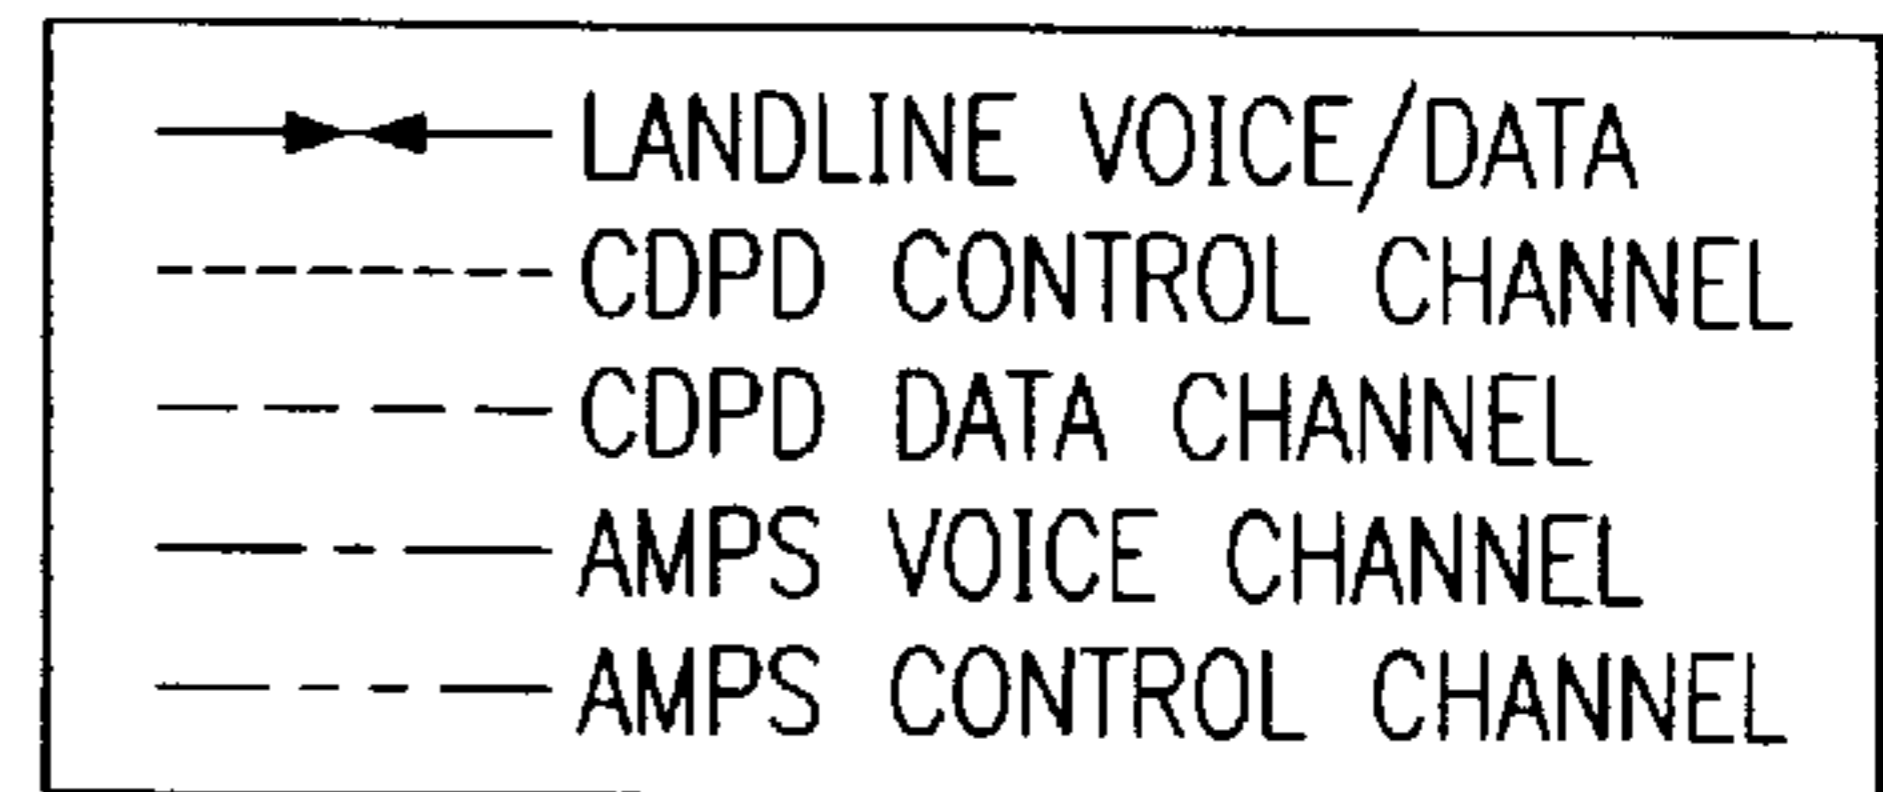 LANDLINE VOICE/DATA
CDPD CONTROL CHANNEL
CDPD DATA CHANNEL
AMPS VOICE CHANNEL
AMPS CONTROL CHANNEL